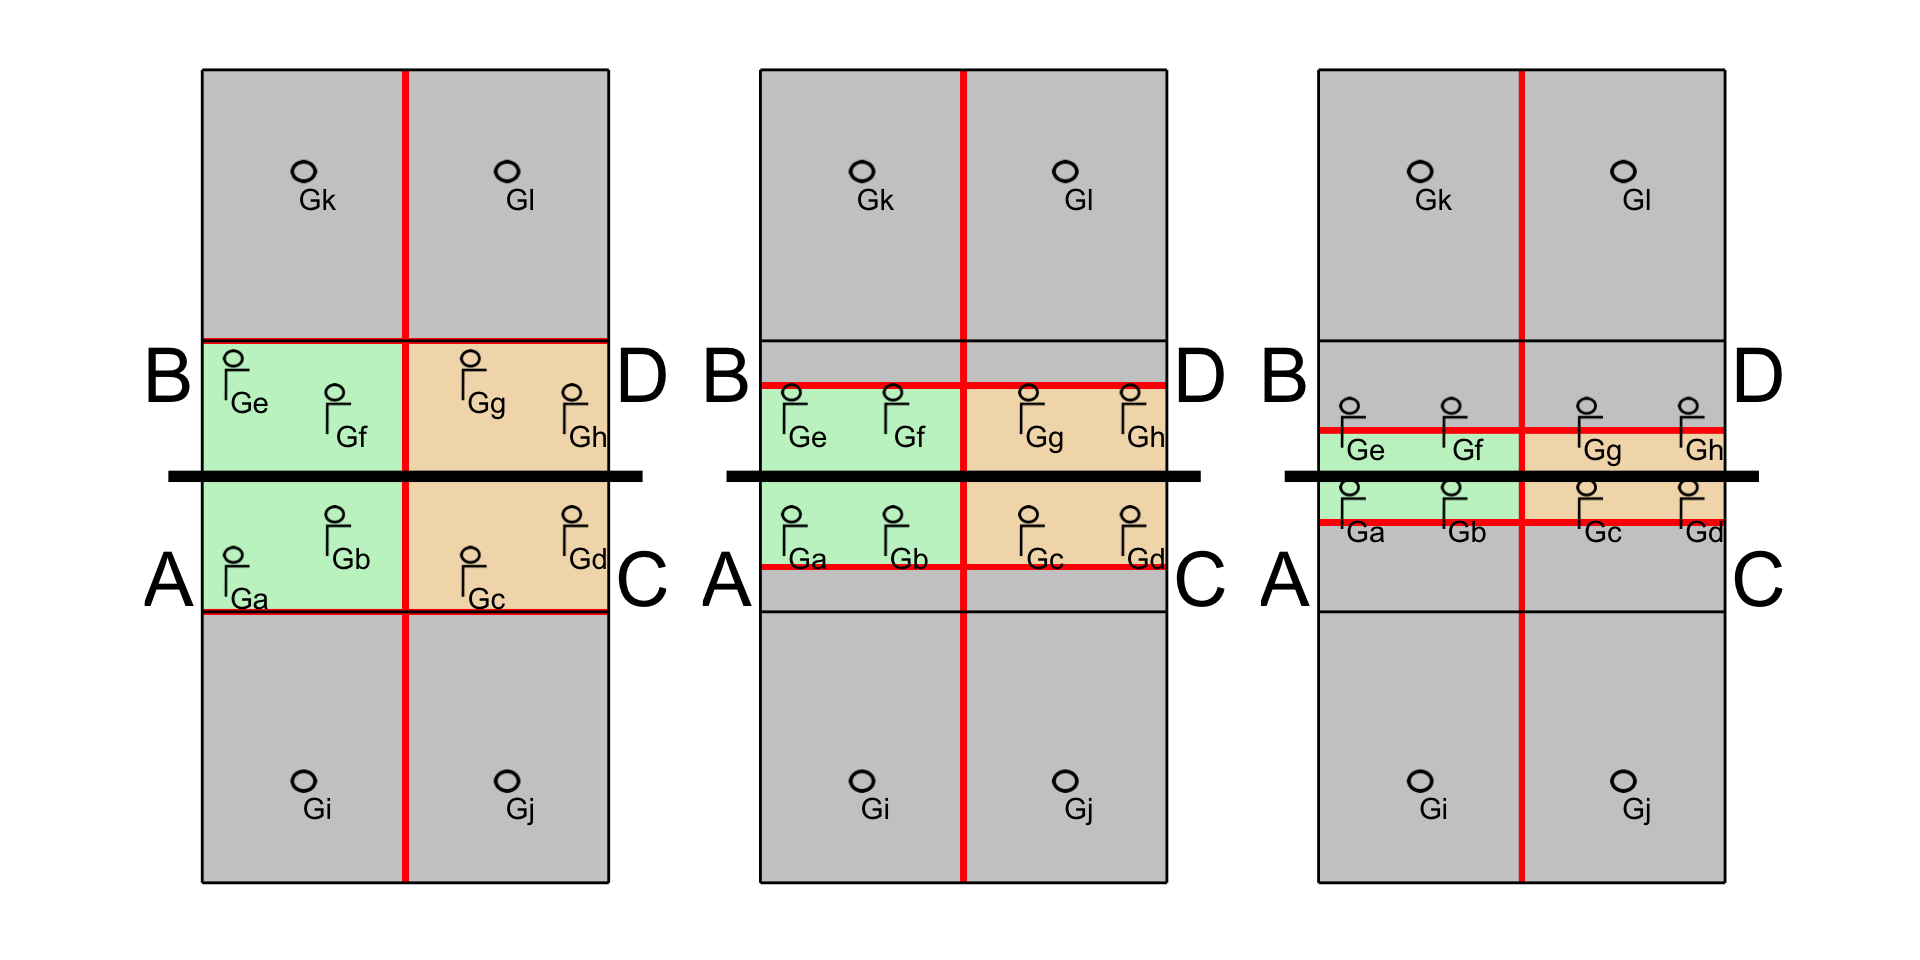 Gk Gl Gk Gl Gk Gl
B D B D B D
Ge Gg
Gf Gh Ge Gf Gg Gh
Ge Gf Gg Gh
Gb Gd Ga Gb Gc Gd
Ga Gb Gc Gd
A C A C A C
Ga Gc
Gi Gj Gi Gj Gi Gj